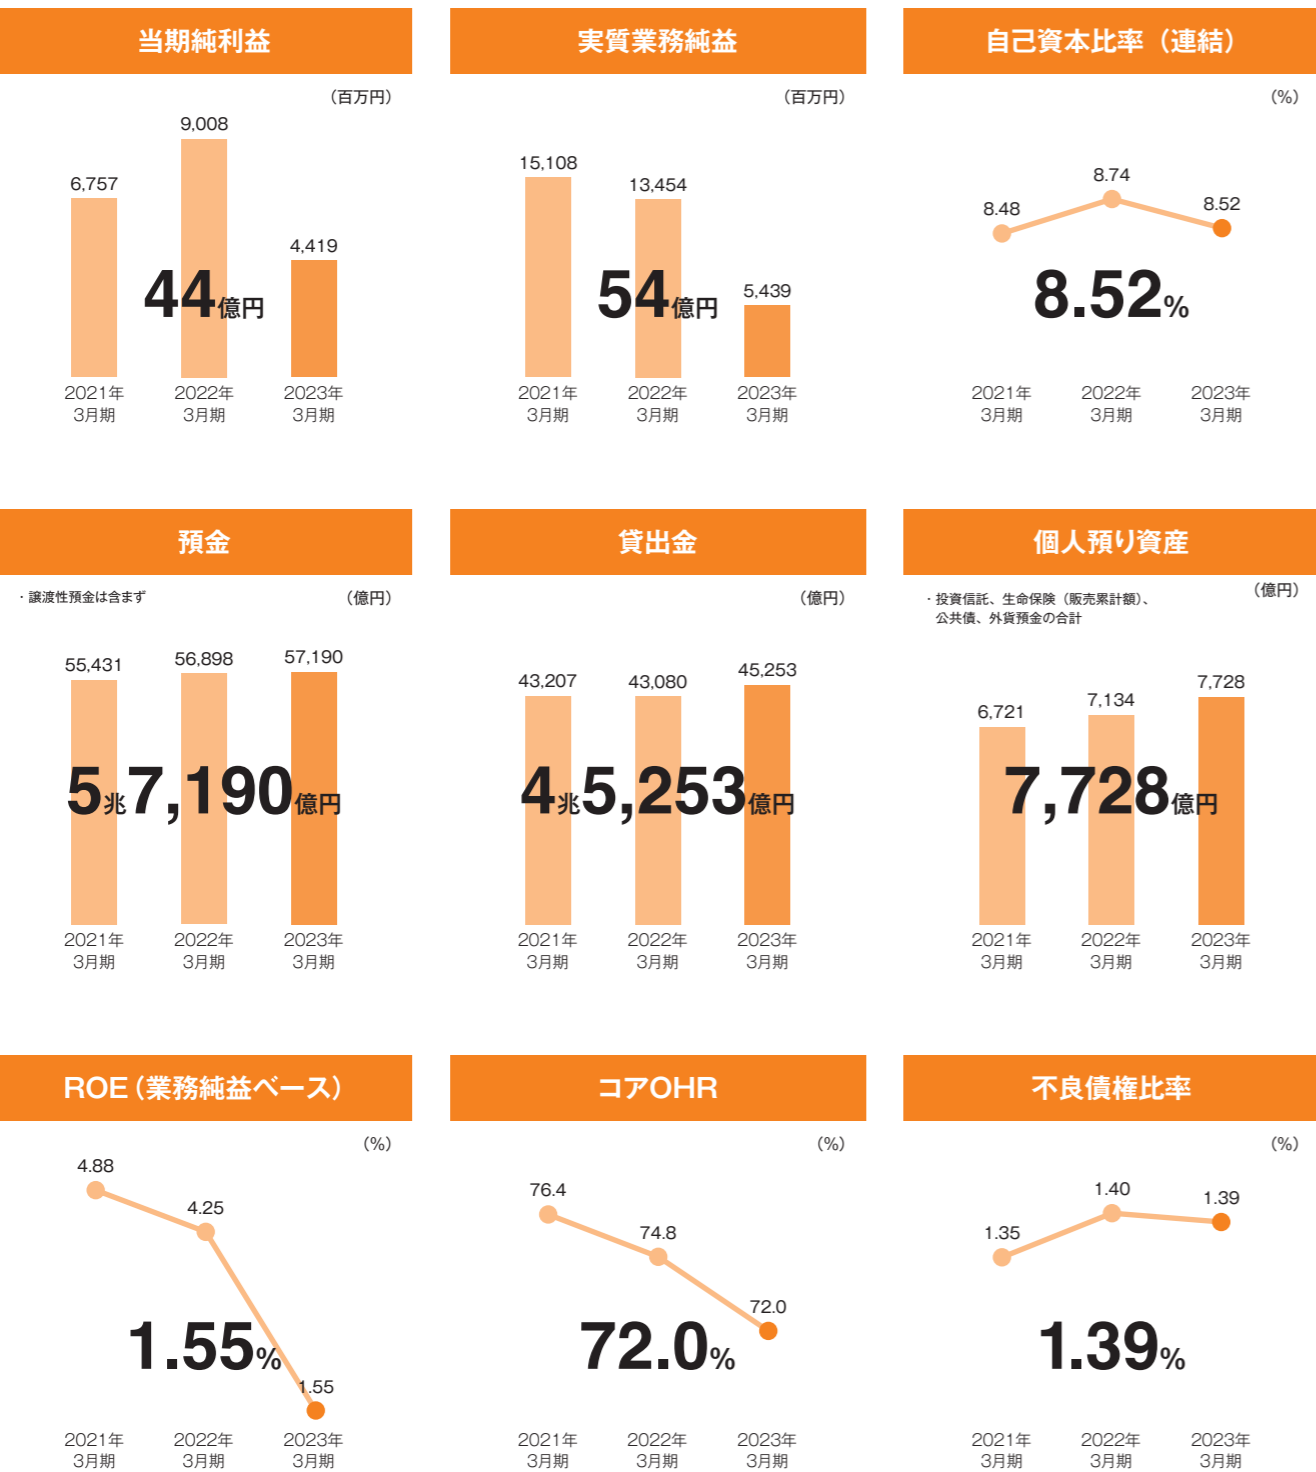 当期純利益
（百万円）
9,008
6,757
4,419
44億円
2021年
3月期
2022年
3月期
2023年
3月期
実質業務純益
（百万円）
15,108
13,454
5,439
54億円
2021年
3月期
2022年
3月期
2023年
3月期
自己資本比率（連結）
（%）
8.48
8.74
8.52
8.52%
2021年
3月期
2022年
3月期
2023年
3月期
預金
・譲渡性預金は含まず
（億円）
55,431
56,898
57,190
5兆7,190億円
2021年
3月期
2022年
3月期
2023年
3月期
貸出金
（億円）
43,207
43,080
45,253
4兆5,253億円
2021年
3月期
2022年
3月期
2023年
3月期
個人預り資産
（億円）
・投資信託、生命保険（販売累計額）、
公共債、外貨預金の合計
6,721
7,134
7,728
7,728億円
2021年
3月期
2022年
3月期
2023年
3月期
ROE（業務純益ベース）
（%）
4.88
4.25
1.55%
1.55
2021年
3月期
2022年
3月期
2023年
3月期
コアOHR
（%）
76.4
74.8
72.0
72.0%
2021年
3月期
2022年
3月期
2023年
3月期
不良債権比率
（%）
1.35
1.40
1.39
1.39%
2021年
3月期
2022年
3月期
2023年
3月期